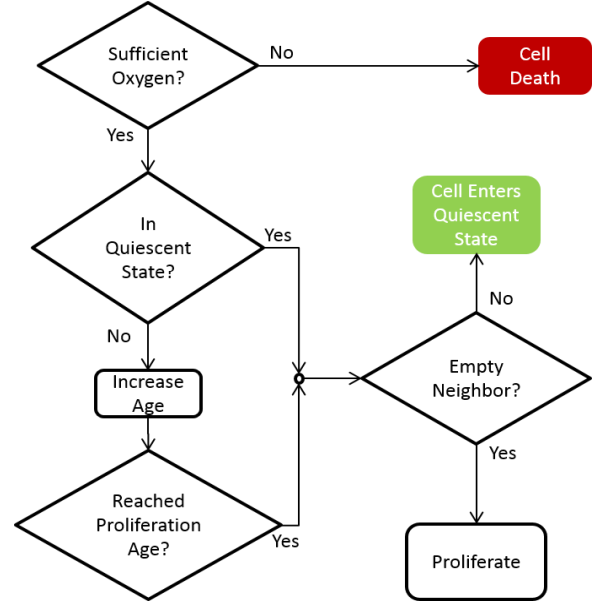 Sufficient
Oxygen?
No
Cell
Death
Yes
In
Quiescent
State?
Yes
Cell Enters
Quiescent
State
No
No
Increase
Age
Empty
Neighbor?
Yes
Reached
Proliferation
Age?
Yes
Proliferate